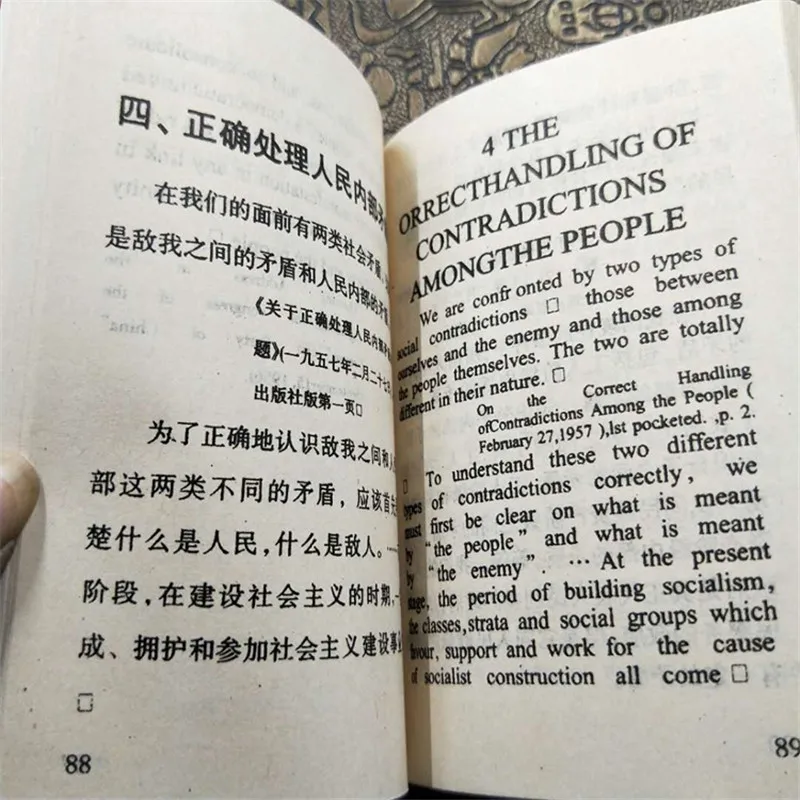 四、正确处理人民内部
在我们的面前有两类社会矛盾
是敌我之间的矛盾和人民内部的矛
《关于正确处理人民内部矛
题》(一九五七年二月二十七
出版社版第一页□
为了正确地认识敌我之间和人
部这两类不同的矛盾，应该首先
楚什么是人民，什么是敌人。……
阶段，在建设社会主义的时期，一
成、拥护和参加社会主义建设事
□
88
4 THE
ORRECTHANDLING OF
CONTRADICTIONS
AMONGTHE PEOPLE
We are confr onted by two types of
social contradictions □ those between
ourselves and the enemy and those among
the people themselves. The two are totally
different in their nature. □
On the Correct Handling
ofContradictions Among the People (
February 27,1957 ),lst pocketed. ,p. 2.
□ To understand these two different
types of contradictions correctly, we
must first be clear on what is meant
by "the people" and what is meant
by "the enemy". … At the present
stage, the period of building socialism,
the classes,strata and social groups which
favour, support and work for the cause
of socialist construction all come □
89